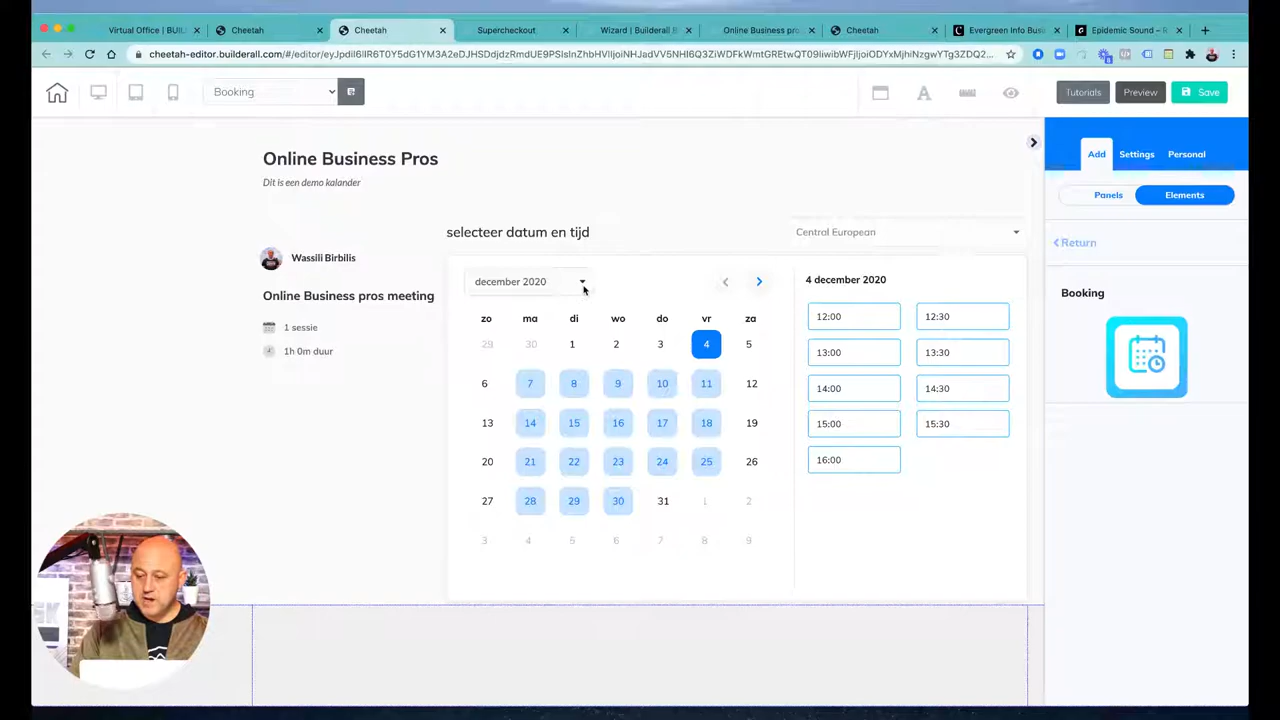 Virtual Office | BUIL
Cheetah
Cheetah
Supercheckout
Wizard | Builderall B
Online Business pro
Cheetah
Evergreen Info Busi
Epidemic Sound – R
cheetah-editor.builderall.com
Booking
Tutorials
Preview
Save
Online Business Pros
Dit is een demo kalander
Add
Settings
Personal
Panels
Elements
Return
Booking
selecteer datum en tijd
Central European
Wassili Birbilis
Online Business pros meeting
1 sessie
1h 0m duur
december 2020
4 december 2020
zo ma di wo do vr za
29 30 1 2 3 4 5
6 7 8 9 10 11 12
13 14 15 16 17 18 19
20 21 22 23 24 25 26
27 28 29 30 31 1 2
3 4 5 6 7 8 9
12:00 12:30
13:00 13:30
14:00 14:30
15:00 15:30
16:00